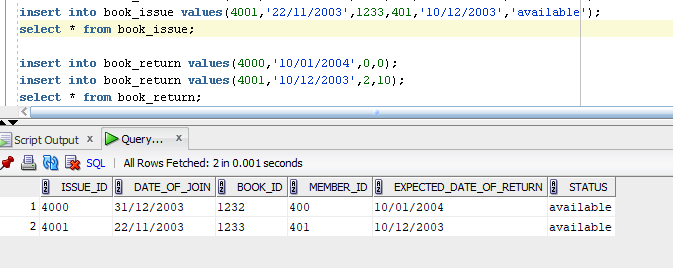 insert into book_issue values(4001,'22/11/2003',1233,401,'10/12/2003','available');
select * from book_issue;
insert into book_return values(4000,'10/01/2004',0,0);
insert into book_return values(4001,'10/12/2003',2,10);
select * from book_return;
Script Output x Query... x
SQL | All Rows Fetched: 2 in 0.001 seconds
ISSUE_ID DATE_OF_JOIN BOOK_ID MEMBER_ID EXPECTED_DATE_OF_RETURN STATUS
1 4000 31/12/2003 1232 400 10/01/2004 available
2 4001 22/11/2003 1233 401 10/12/2003 available